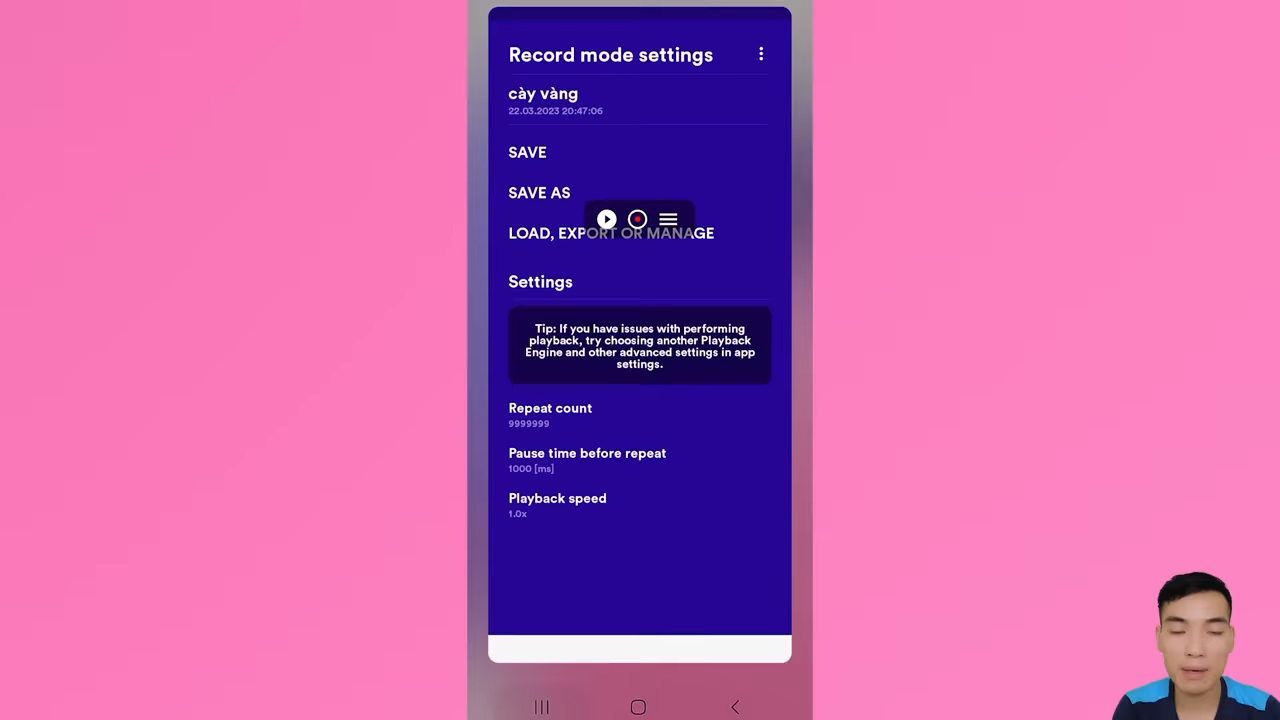 Record mode settings
cày vàng
22.03.2023 20:47:06
SAVE
SAVE AS
LOAD, EXPORT OR MANAGE
Settings
Tip: If you have issues with performing
playback, try choosing another Playback
Engine and other advanced settings in app
settings.
Repeat count
9999999
Pause time before repeat
1000 [ms]
Playback speed
1.0x